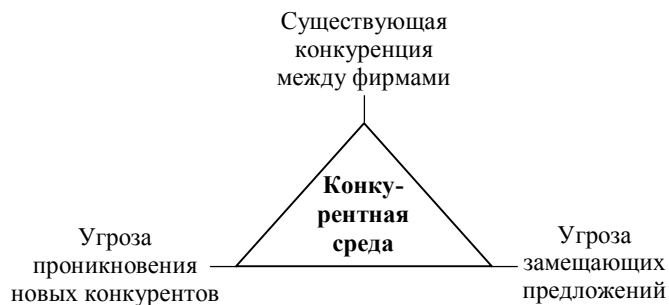 Существующая
конкуренция
между фирмами
Конку-
рентная
среда
Угроза
проникновения
новых конкурентов
Угроза
замещающих
предложений